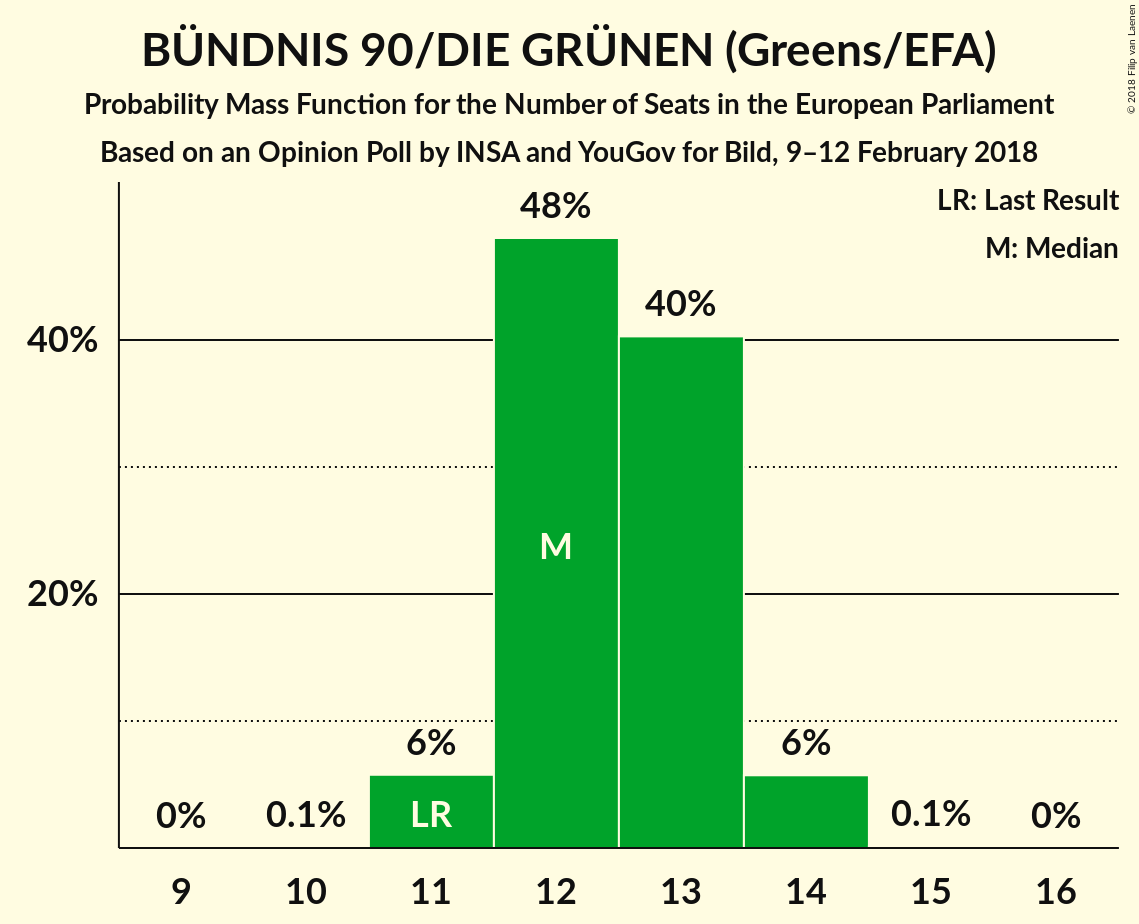 BÜNDNIS 90/DIE GRÜNEN (Greens/EFA)
Probability Mass Function for the Number of Seats in the European Parliament
Based on an Opinion Poll by INSA and YouGov for Bild, 9–12 February 2018
© 2018 Filip van Laenen
LR: Last Result
M: Median
48%
40%
40%
M
20%
6%
6%
0%
0.1%
LR
0.1%
0%
9 10 11 12 13 14 15 16